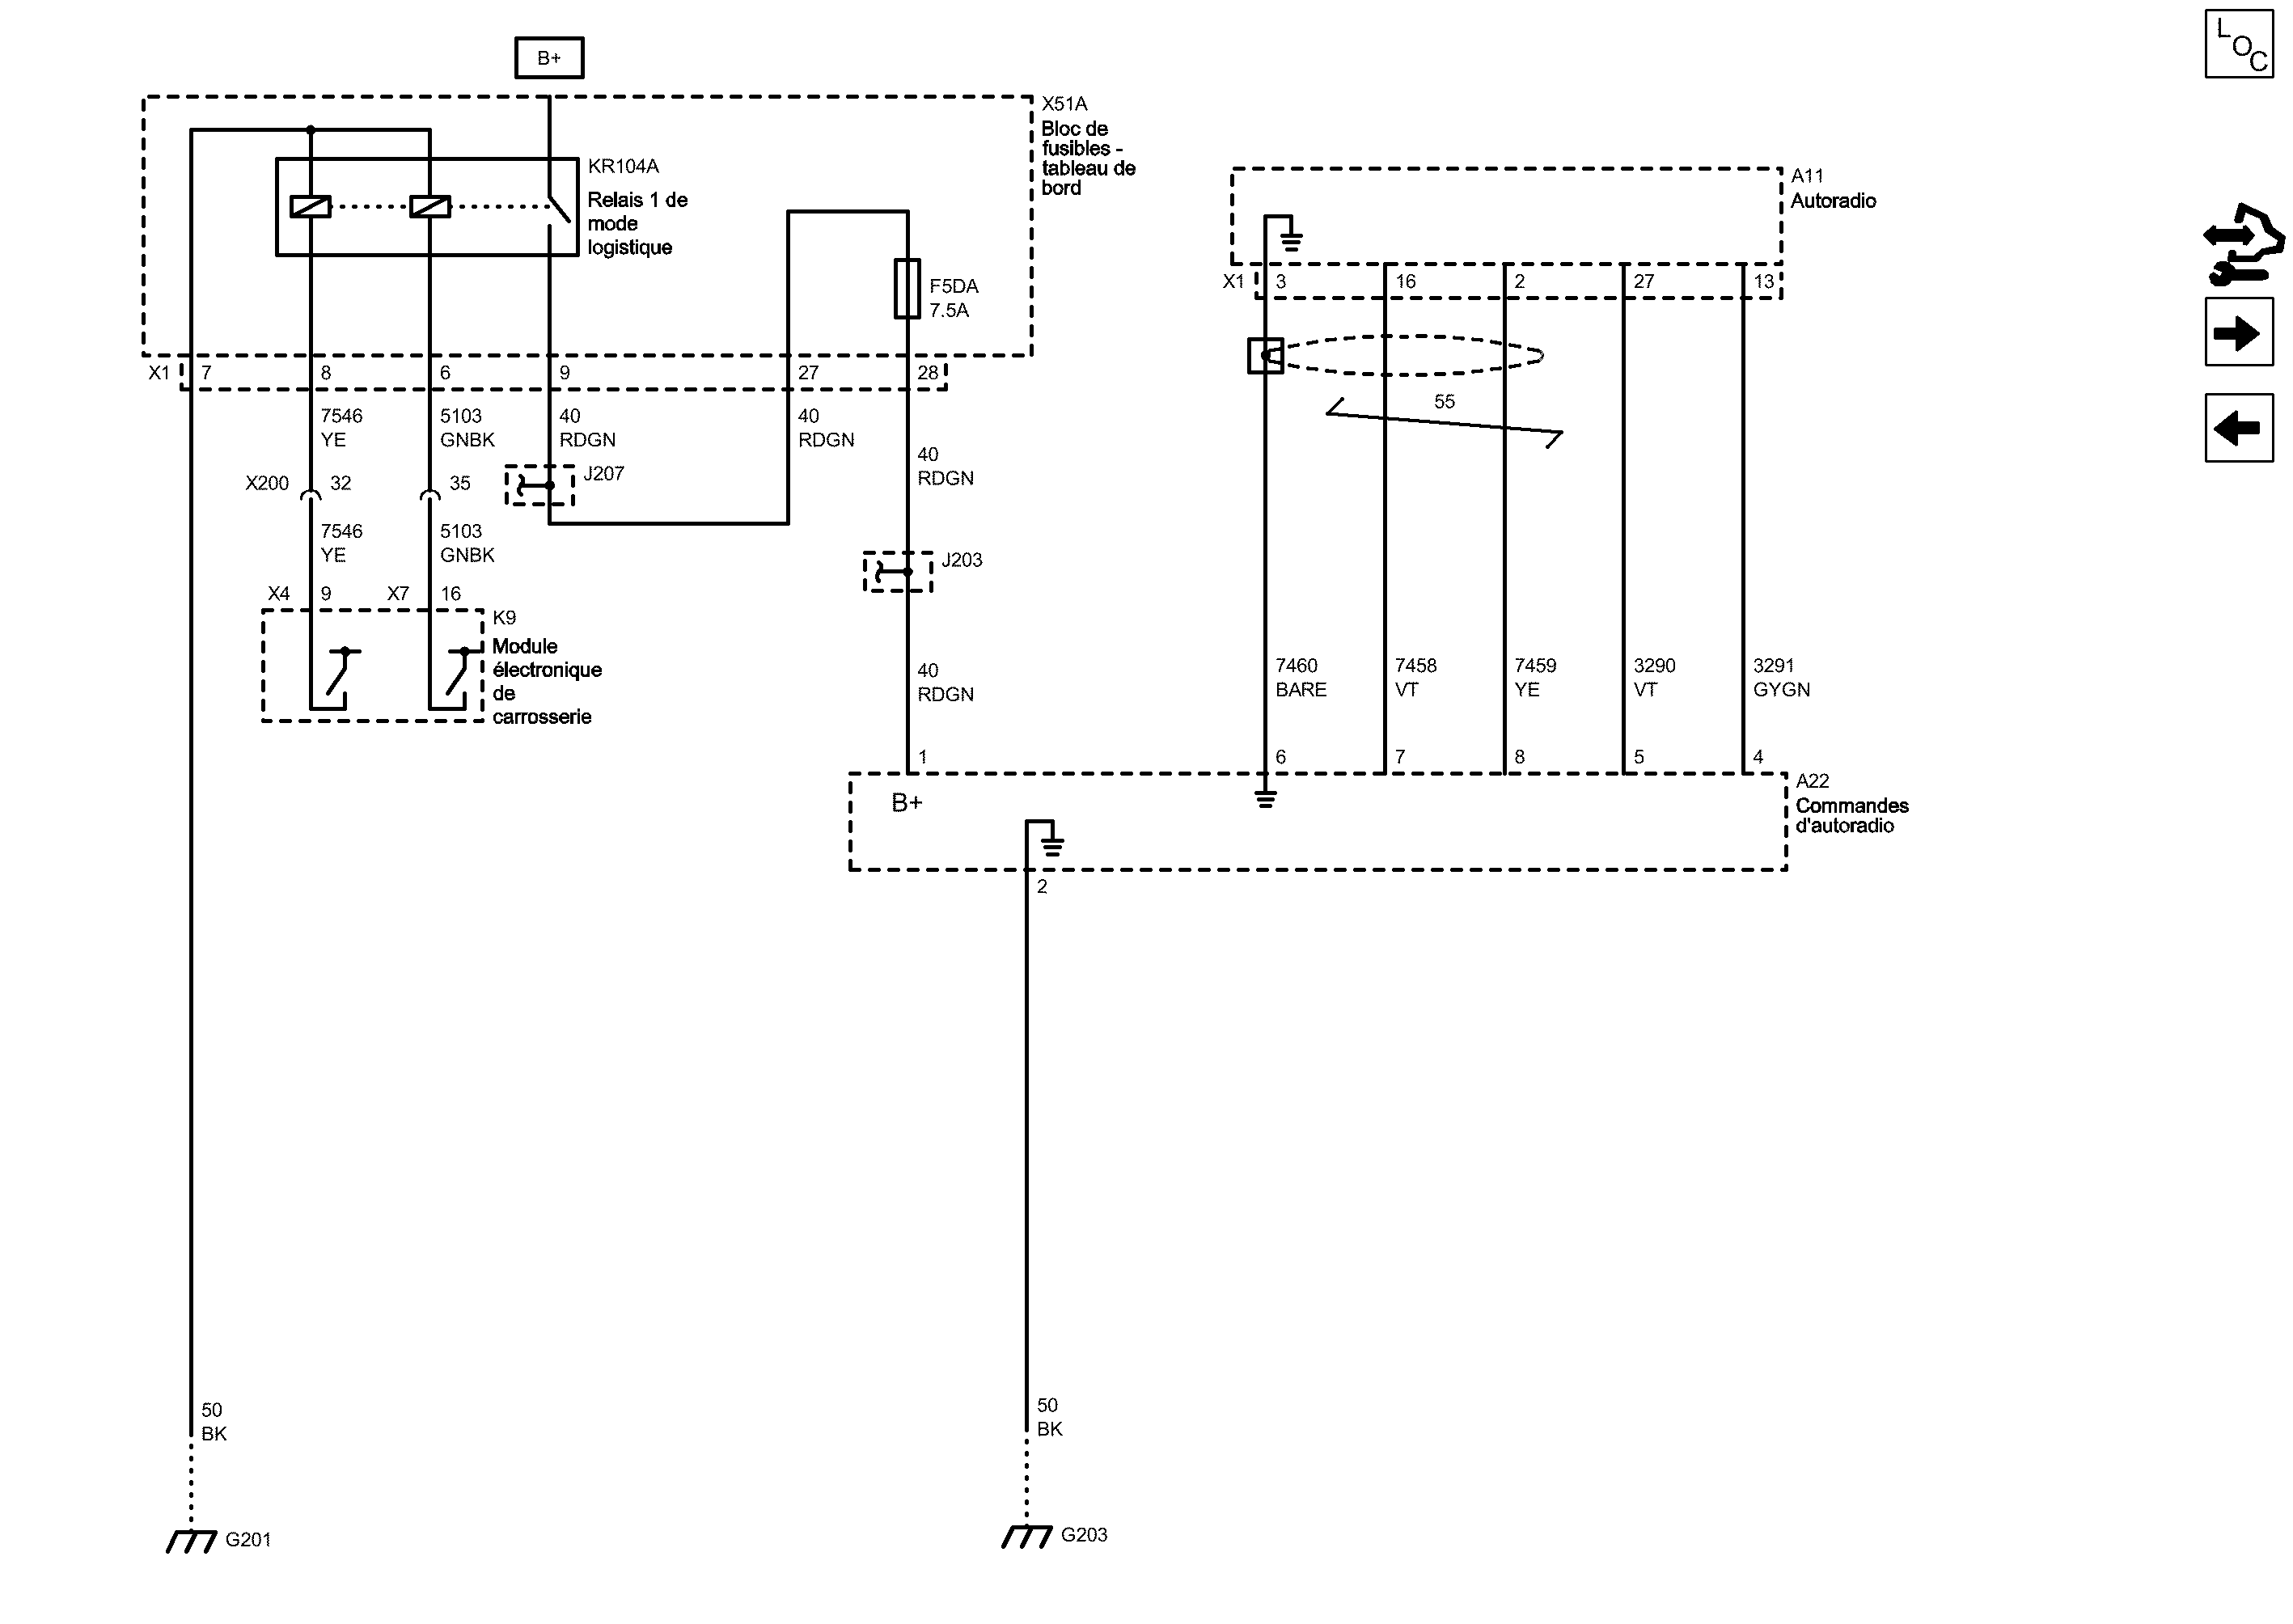 L
O
C
B+
X51A
Bloc de
fusibles -
tableau de
bord
KR104A
Relais 1 de
mode
logistique
F5DA
7.5A
A11
Autoradio
X1 7 8 6 9 27 28
X1 3 16 2 27 13
7546
YE
5103
GNBK
40
RDGN
40
RDGN
40
RDGN
55
X200 32 35
J207
7546
YE
5103
GNBK
J203
X4 9 X7 16
K9
Module
électronique
de
carrosserie
40
RDGN
7460
BARE
7458
VT
7459
YE
3290
VT
3291
GYGN
1 6 7 8 5 4
B+
A22
Commandes
d'autoradio
2
50
BK
50
BK
G201
G203